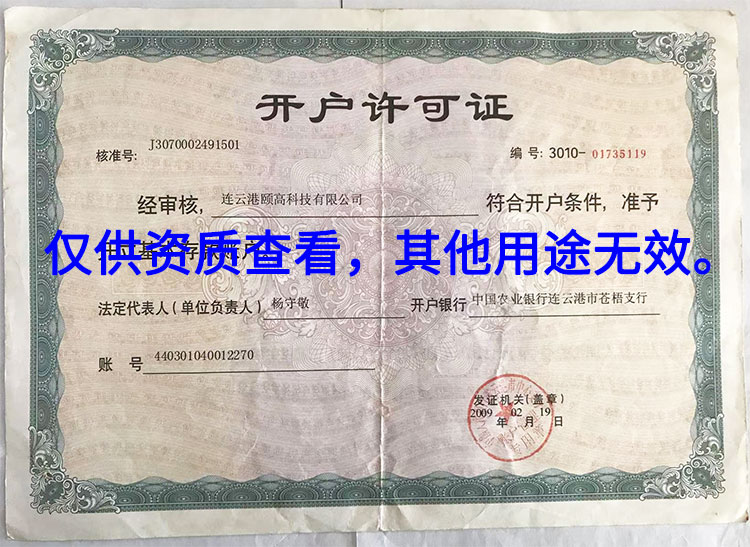 开户许可证
核准号: J3070002491501 编 号: 3010- 01735119
经审核, 连云港颐高科技有限公司 符合开户条件, 准予
仅供资质查看，其他用途无效。
法定代表人(单位负责人) 杨守敬 开户银行 中国农业银行连云港市苍梧支行
账 号 440301040012270
发证机关(盖章)
2009 年 02 月 19 日